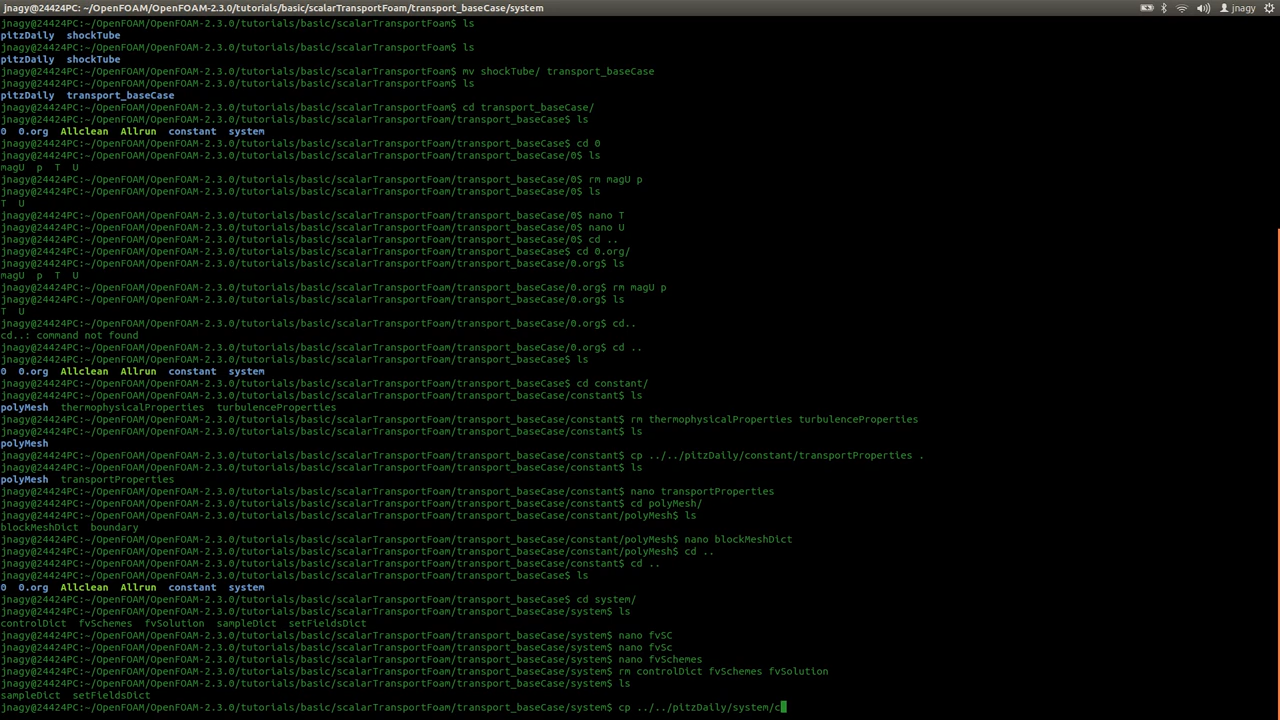 jnagy@24424PC: ~/OpenFOAM/OpenFOAM-2.3.0/tutorials/basic/scalarTransportFoam/transport_baseCase/system
jnagy
jnagy@24424PC:~/OpenFOAM/OpenFOAM-2.3.0/tutorials/basic/scalarTransportFoam$ ls
pitzDaily  shockTube
jnagy@24424PC:~/OpenFOAM/OpenFOAM-2.3.0/tutorials/basic/scalarTransportFoam$ ls
pitzDaily  shockTube
jnagy@24424PC:~/OpenFOAM/OpenFOAM-2.3.0/tutorials/basic/scalarTransportFoam$ mv shockTube/ transport_baseCase
jnagy@24424PC:~/OpenFOAM/OpenFOAM-2.3.0/tutorials/basic/scalarTransportFoam$ ls
pitzDaily  transport_baseCase
jnagy@24424PC:~/OpenFOAM/OpenFOAM-2.3.0/tutorials/basic/scalarTransportFoam$ cd transport_baseCase/
jnagy@24424PC:~/OpenFOAM/OpenFOAM-2.3.0/tutorials/basic/scalarTransportFoam/transport_baseCase$ ls
0  0.org  Allclean  Allrun  constant  system
jnagy@24424PC:~/OpenFOAM/OpenFOAM-2.3.0/tutorials/basic/scalarTransportFoam/transport_baseCase$ cd 0
jnagy@24424PC:~/OpenFOAM/OpenFOAM-2.3.0/tutorials/basic/scalarTransportFoam/transport_baseCase/0$ ls
magU  p  T  U
jnagy@24424PC:~/OpenFOAM/OpenFOAM-2.3.0/tutorials/basic/scalarTransportFoam/transport_baseCase/0$ rm magU p
jnagy@24424PC:~/OpenFOAM/OpenFOAM-2.3.0/tutorials/basic/scalarTransportFoam/transport_baseCase/0$ ls
T  U
jnagy@24424PC:~/OpenFOAM/OpenFOAM-2.3.0/tutorials/basic/scalarTransportFoam/transport_baseCase/0$ nano T
jnagy@24424PC:~/OpenFOAM/OpenFOAM-2.3.0/tutorials/basic/scalarTransportFoam/transport_baseCase/0$ nano U
jnagy@24424PC:~/OpenFOAM/OpenFOAM-2.3.0/tutorials/basic/scalarTransportFoam/transport_baseCase/0$ cd ..
jnagy@24424PC:~/OpenFOAM/OpenFOAM-2.3.0/tutorials/basic/scalarTransportFoam/transport_baseCase$ cd 0.org/
jnagy@24424PC:~/OpenFOAM/OpenFOAM-2.3.0/tutorials/basic/scalarTransportFoam/transport_baseCase/0.org$ ls
magU  p  T  U
jnagy@24424PC:~/OpenFOAM/OpenFOAM-2.3.0/tutorials/basic/scalarTransportFoam/transport_baseCase/0.org$ rm magU p
jnagy@24424PC:~/OpenFOAM/OpenFOAM-2.3.0/tutorials/basic/scalarTransportFoam/transport_baseCase/0.org$ ls
T  U
jnagy@24424PC:~/OpenFOAM/OpenFOAM-2.3.0/tutorials/basic/scalarTransportFoam/transport_baseCase/0.org$ cd..
cd..: command not found
jnagy@24424PC:~/OpenFOAM/OpenFOAM-2.3.0/tutorials/basic/scalarTransportFoam/transport_baseCase/0.org$ cd ..
jnagy@24424PC:~/OpenFOAM/OpenFOAM-2.3.0/tutorials/basic/scalarTransportFoam/transport_baseCase$ ls
0  0.org  Allclean  Allrun  constant  system
jnagy@24424PC:~/OpenFOAM/OpenFOAM-2.3.0/tutorials/basic/scalarTransportFoam/transport_baseCase$ cd constant/
jnagy@24424PC:~/OpenFOAM/OpenFOAM-2.3.0/tutorials/basic/scalarTransportFoam/transport_baseCase/constant$ ls
polyMesh  thermophysicalProperties  turbulenceProperties
jnagy@24424PC:~/OpenFOAM/OpenFOAM-2.3.0/tutorials/basic/scalarTransportFoam/transport_baseCase/constant$ rm thermophysicalProperties turbulenceProperties
jnagy@24424PC:~/OpenFOAM/OpenFOAM-2.3.0/tutorials/basic/scalarTransportFoam/transport_baseCase/constant$ ls
polyMesh
jnagy@24424PC:~/OpenFOAM/OpenFOAM-2.3.0/tutorials/basic/scalarTransportFoam/transport_baseCase/constant$ cp ../../pitzDaily/constant/transportProperties .
jnagy@24424PC:~/OpenFOAM/OpenFOAM-2.3.0/tutorials/basic/scalarTransportFoam/transport_baseCase/constant$ ls
polyMesh  transportProperties
jnagy@24424PC:~/OpenFOAM/OpenFOAM-2.3.0/tutorials/basic/scalarTransportFoam/transport_baseCase/constant$ nano transportProperties
jnagy@24424PC:~/OpenFOAM/OpenFOAM-2.3.0/tutorials/basic/scalarTransportFoam/transport_baseCase/constant$ cd polyMesh/
jnagy@24424PC:~/OpenFOAM/OpenFOAM-2.3.0/tutorials/basic/scalarTransportFoam/transport_baseCase/constant/polyMesh$ ls
blockMeshDict  boundary
jnagy@24424PC:~/OpenFOAM/OpenFOAM-2.3.0/tutorials/basic/scalarTransportFoam/transport_baseCase/constant/polyMesh$ nano blockMeshDict
jnagy@24424PC:~/OpenFOAM/OpenFOAM-2.3.0/tutorials/basic/scalarTransportFoam/transport_baseCase/constant/polyMesh$ cd ..
jnagy@24424PC:~/OpenFOAM/OpenFOAM-2.3.0/tutorials/basic/scalarTransportFoam/transport_baseCase/constant$ cd ..
jnagy@24424PC:~/OpenFOAM/OpenFOAM-2.3.0/tutorials/basic/scalarTransportFoam/transport_baseCase$ ls
0  0.org  Allclean  Allrun  constant  system
jnagy@24424PC:~/OpenFOAM/OpenFOAM-2.3.0/tutorials/basic/scalarTransportFoam/transport_baseCase$ cd system/
jnagy@24424PC:~/OpenFOAM/OpenFOAM-2.3.0/tutorials/basic/scalarTransportFoam/transport_baseCase/system$ ls
controlDict  fvSchemes  fvSolution  sampleDict  setFieldsDict
jnagy@24424PC:~/OpenFOAM/OpenFOAM-2.3.0/tutorials/basic/scalarTransportFoam/transport_baseCase/system$ nano fvSC
jnagy@24424PC:~/OpenFOAM/OpenFOAM-2.3.0/tutorials/basic/scalarTransportFoam/transport_baseCase/system$ nano fvSc
jnagy@24424PC:~/OpenFOAM/OpenFOAM-2.3.0/tutorials/basic/scalarTransportFoam/transport_baseCase/system$ nano fvSchemes
jnagy@24424PC:~/OpenFOAM/OpenFOAM-2.3.0/tutorials/basic/scalarTransportFoam/transport_baseCase/system$ rm controlDict fvSchemes fvSolution
jnagy@24424PC:~/OpenFOAM/OpenFOAM-2.3.0/tutorials/basic/scalarTransportFoam/transport_baseCase/system$ ls
sampleDict  setFieldsDict
jnagy@24424PC:~/OpenFOAM/OpenFOAM-2.3.0/tutorials/basic/scalarTransportFoam/transport_baseCase/system$ cp ../../pitzDaily/system/c